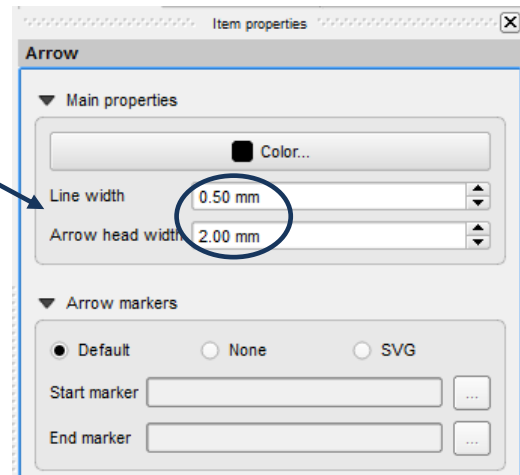 Item properties
Arrow
Main properties
Color...
Line width 0.50 mm
Arrow head width 2.00 mm
Arrow markers
Default None SVG
Start marker ...
End marker ...